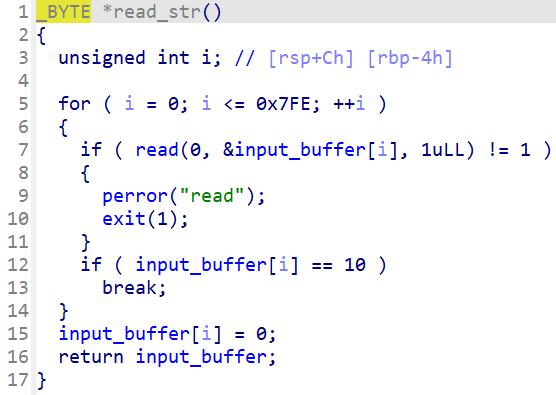 1 _BYTE *read_str()
2 {
3   unsigned int i; // [rsp+Ch] [rbp-4h]
4
5   for ( i = 0; i <= 0x7FE; ++i )
6   {
7     if ( read(0, &input_buffer[i], 1uLL) != 1 )
8     {
9       perror("read");
10       exit(1);
11     }
12     if ( input_buffer[i] == 10 )
13       break;
14   }
15   input_buffer[i] = 0;
16   return input_buffer;
17 }